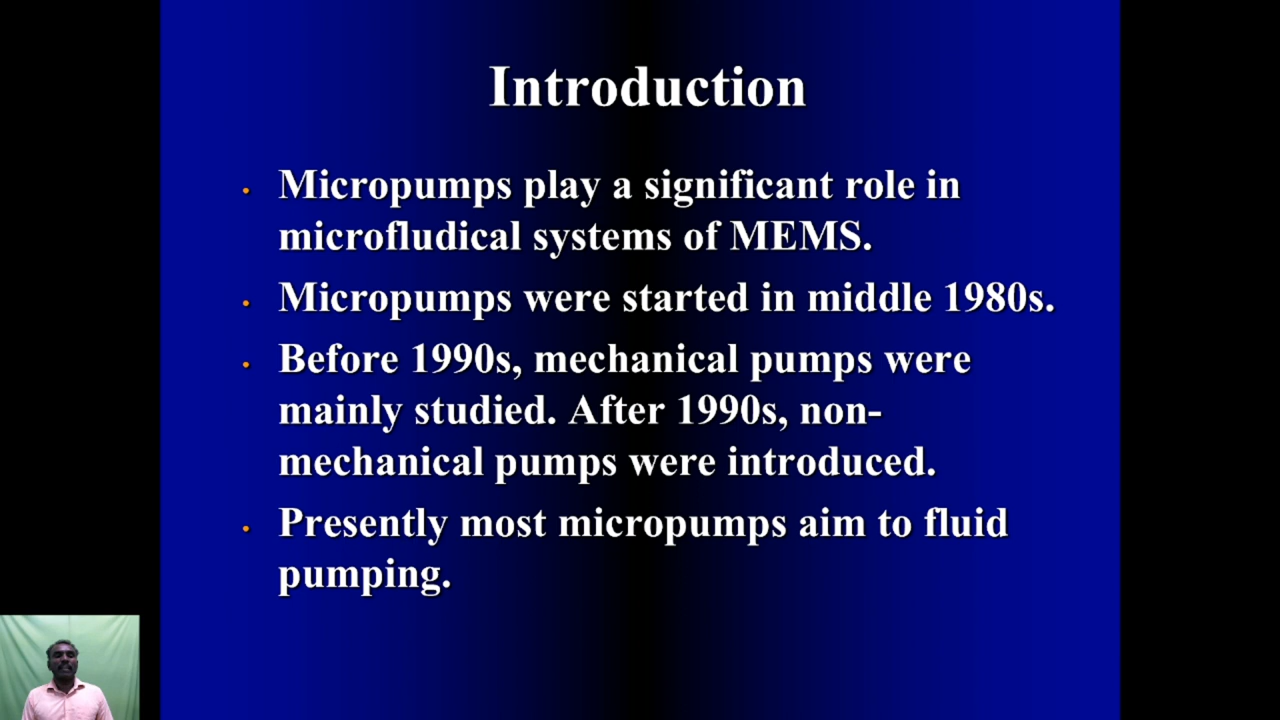 Introduction
• Micropumps play a significant role in
microfludical systems of MEMS.
• Micropumps were started in middle 1980s.
• Before 1990s, mechanical pumps were
mainly studied. After 1990s, non-
mechanical pumps were introduced.
• Presently most micropumps aim to fluid
pumping.